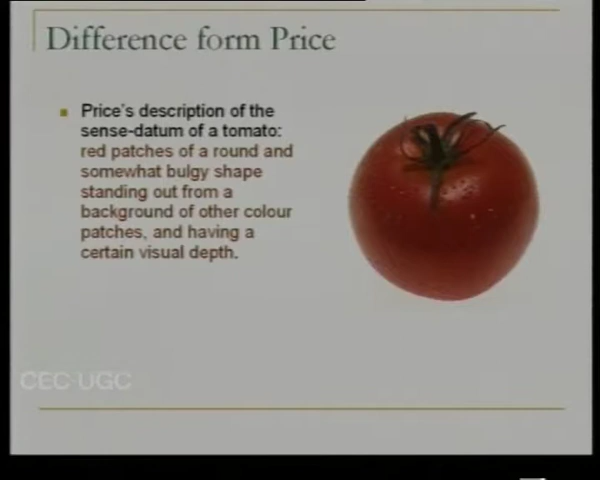 Difference form Price
Price's description of the
sense-datum of a tomato:
red patches of a round and
somewhat bulgy shape
standing out from a
background of other colour
patches, and having a
certain visual depth.
CEC UGC